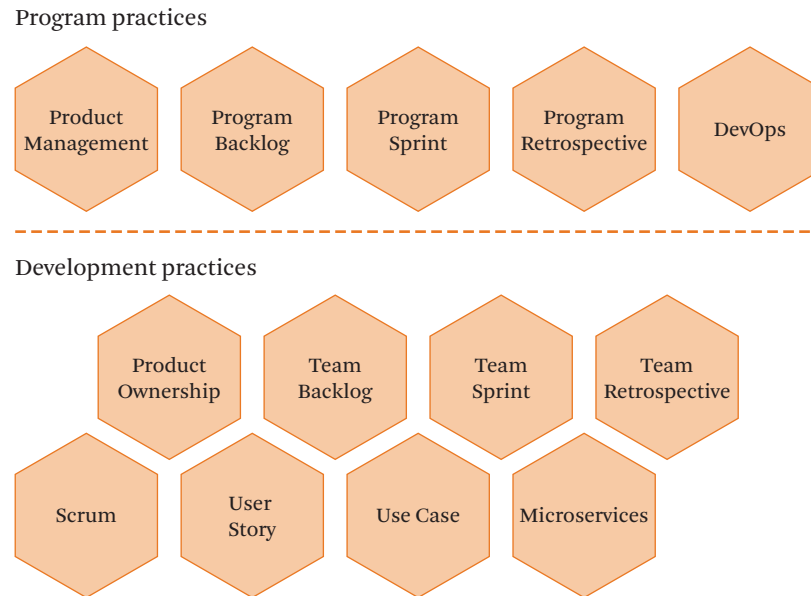 Program practices
Product
Management
Program
Backlog
Program
Sprint
Program
Retrospective
DevOps
Development practices
Product
Ownership
Team
Backlog
Team
Sprint
Team
Retrospective
Scrum
User
Story
Use Case
Microservices